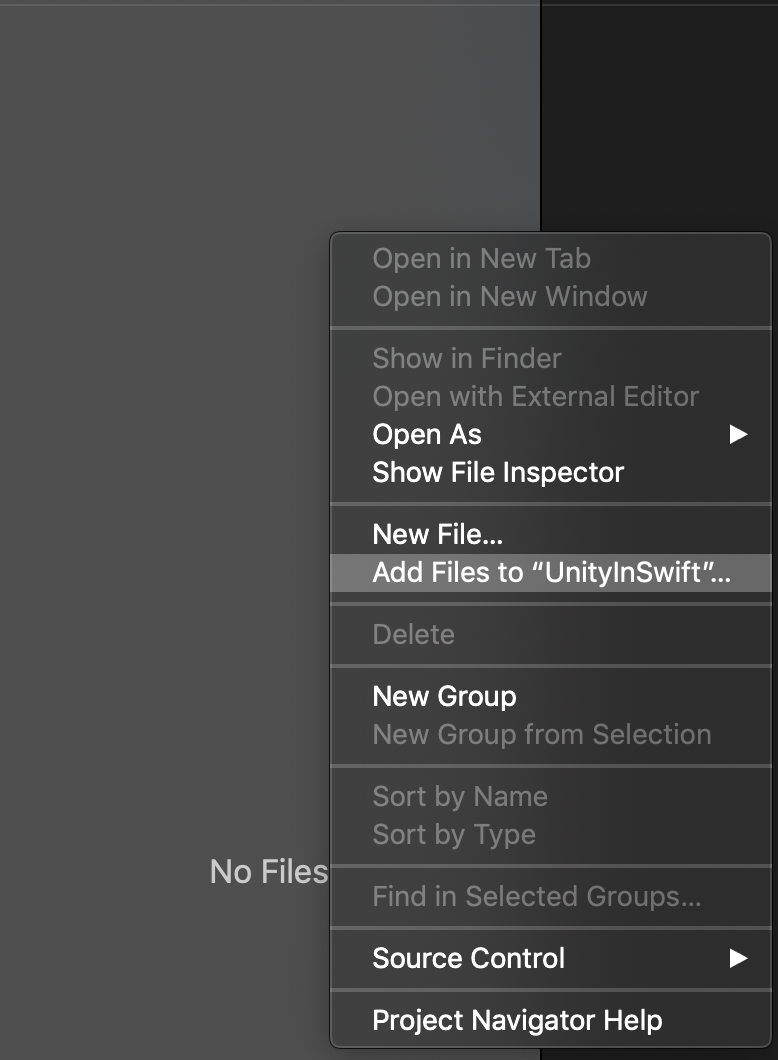 Open in New Tab
Open in New Window
Show in Finder
Open with External Editor
Open As
Show File Inspector
New File...
Add Files to “UnityInSwift”...
Delete
New Group
New Group from Selection
Sort by Name
Sort by Type
No Files
Find in Selected Groups...
Source Control
Project Navigator Help